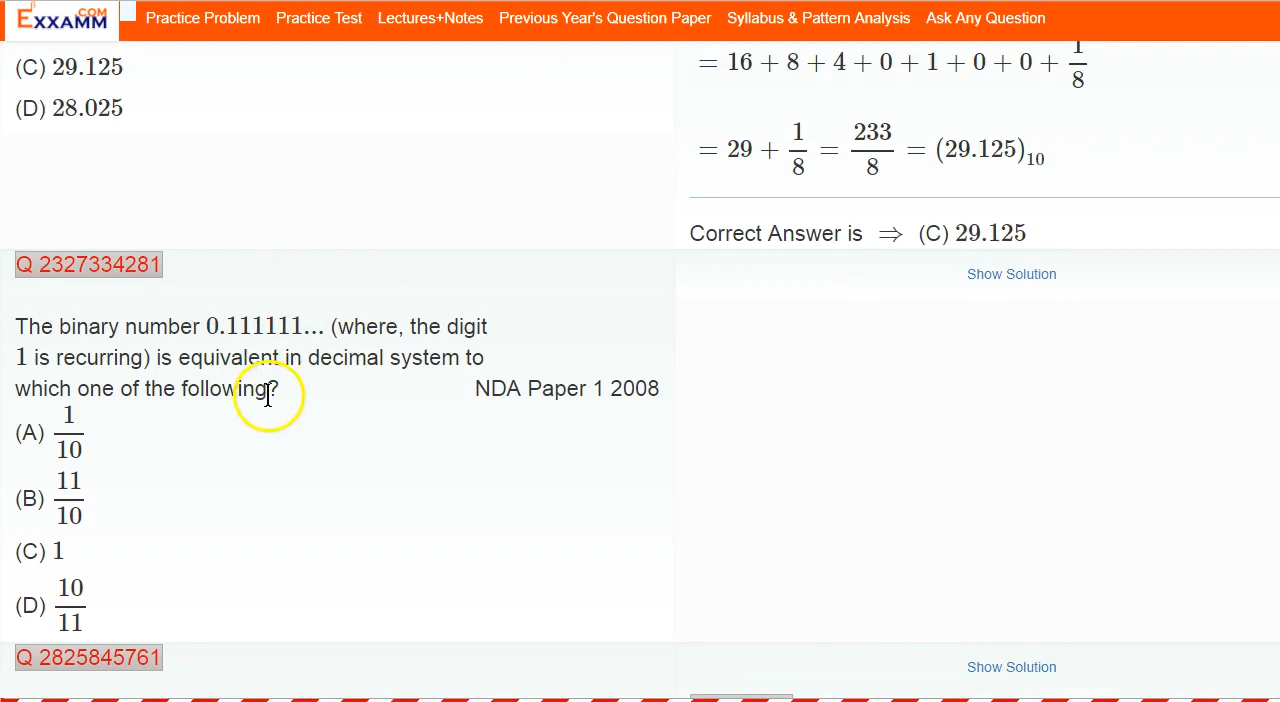 EXXAMM.COM
Practice Problem Practice Test Lectures+Notes Previous Year's Question Paper Syllabus & Pattern Analysis Ask Any Question
(C) 29.125
(D) 28.025
= 16 + 8 + 4 + 0 + 1 + 0 + 0 + 1/8
= 29 + 1/8 = 233/8 = (29.125)₁₀
Correct Answer is ⇒ (C) 29.125
Q 2327334281
Show Solution
The binary number 0.111111... (where, the digit
1 is recurring) is equivalent in decimal system to
which one of the following?
NDA Paper 1 2008
(A) 1/10
(B) 11/10
(C) 1
(D) 10/11
Q 2825845761
Show Solution